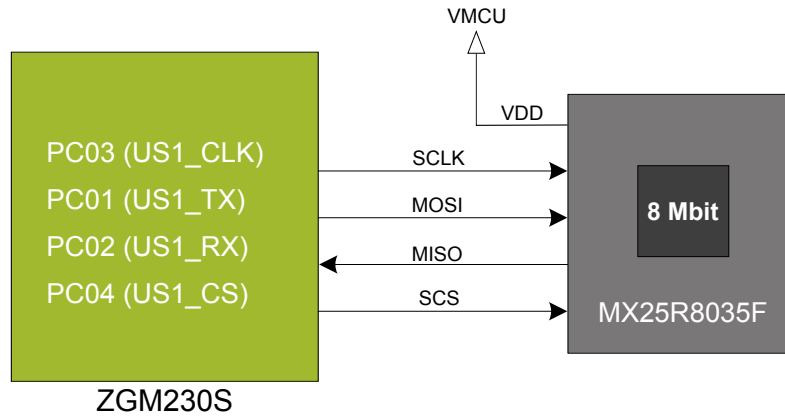 VMCU
VDD
PC03 (US1_CLK)
SCLK
PC01 (US1_TX)
MOSI
8 Mbit
PC02 (US1_RX)
MISO
PC04 (US1_CS)
SCS
MX25R8035F
ZGM230S